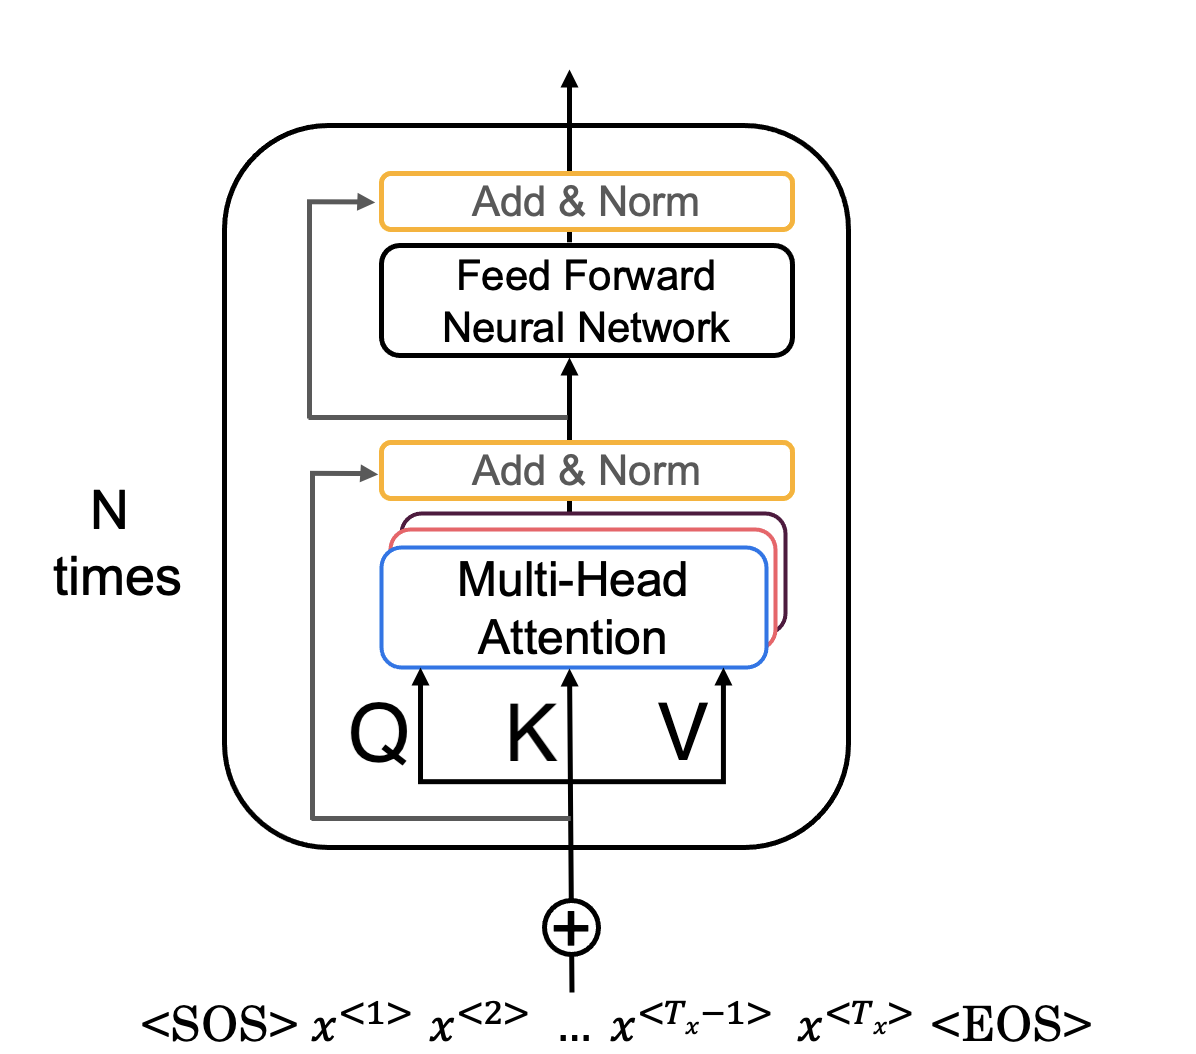 Add & Norm
Feed Forward
Neural Network
Add & Norm
N
times
Multi-Head
Attention
Q K V
+
<SOS> x^<1> x^<2> ... x^<T_x−1> x^<T_x> <EOS>